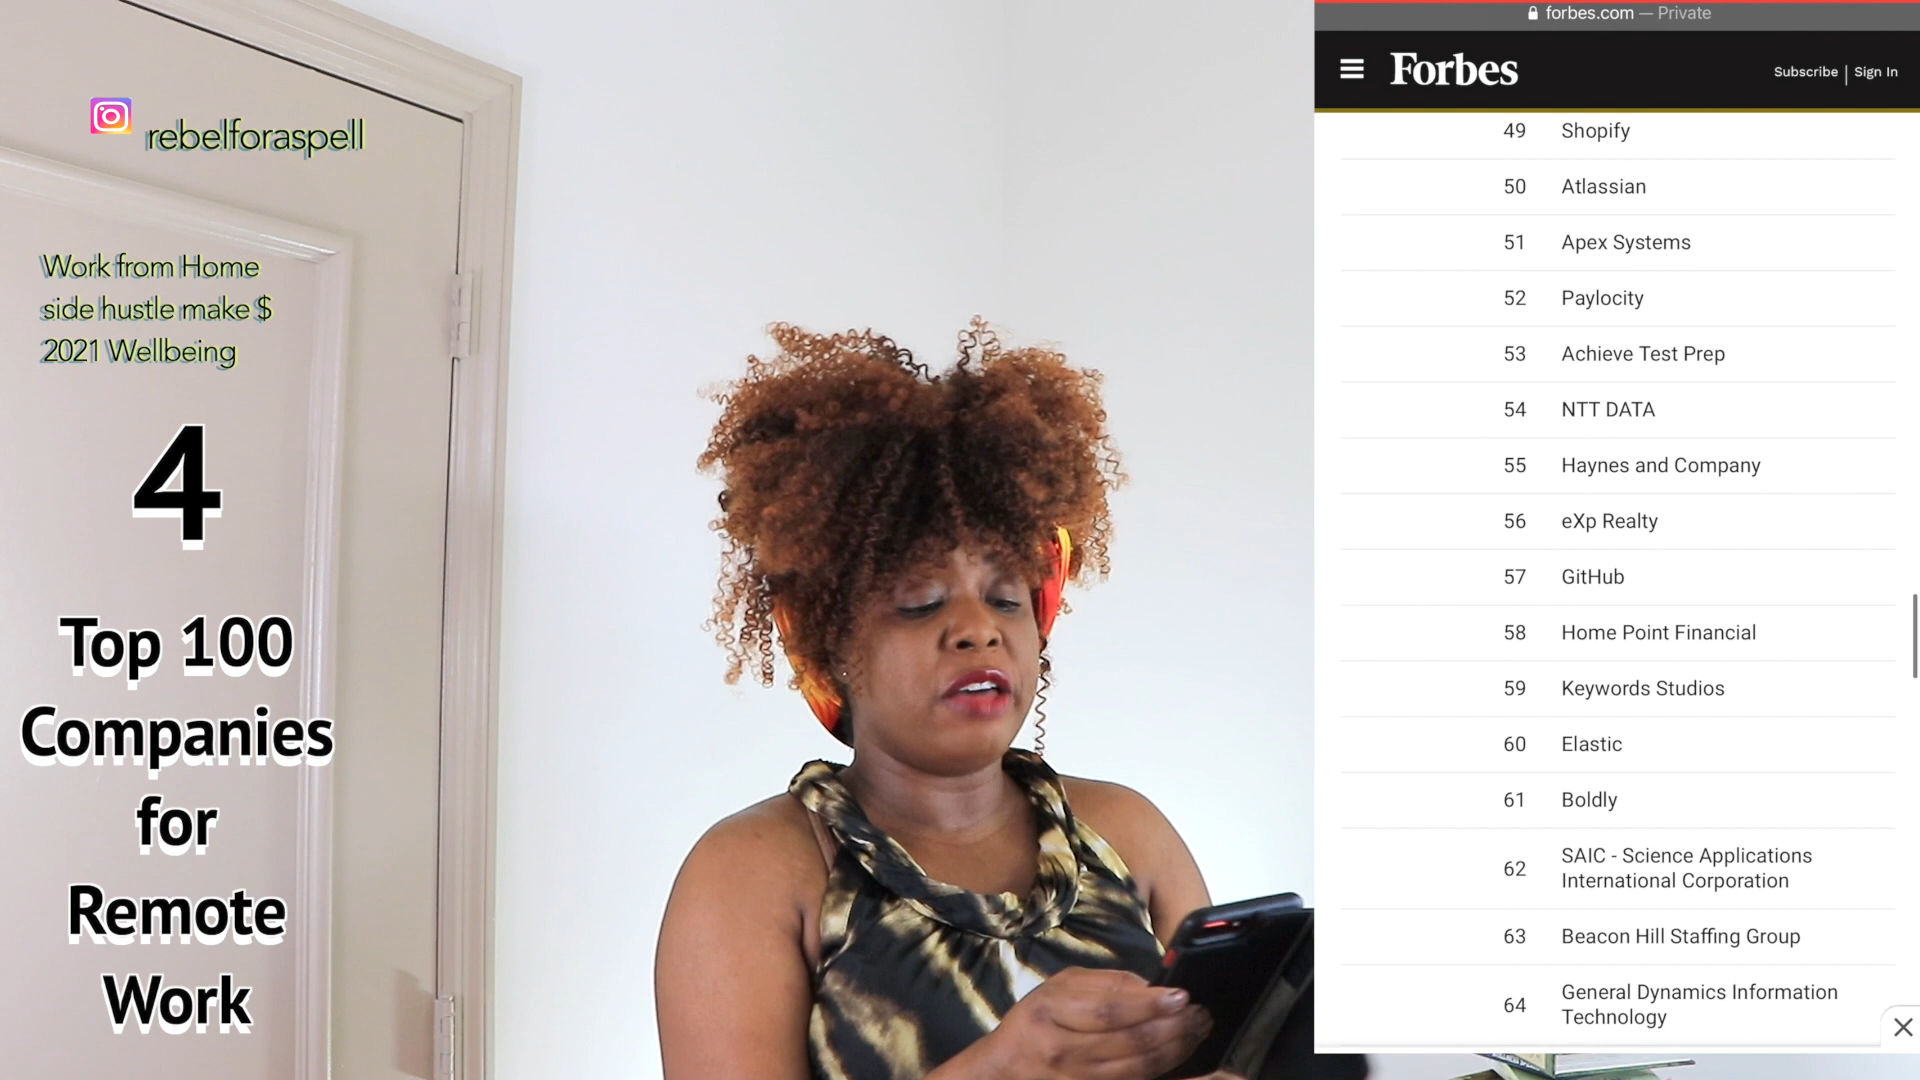 rebelforaspell
Work from Home
side hustle make $
2021 Wellbeing
4
Top 100
Companies
for
Remote
Work
forbes.com — Private
Forbes
Subscribe | Sign In
49 Shopify
50 Atlassian
51 Apex Systems
52 Paylocity
53 Achieve Test Prep
54 NTT DATA
55 Haynes and Company
56 eXp Realty
57 GitHub
58 Home Point Financial
59 Keywords Studios
60 Elastic
61 Boldly
62 SAIC - Science Applications
International Corporation
63 Beacon Hill Staffing Group
64 General Dynamics Information
Technology